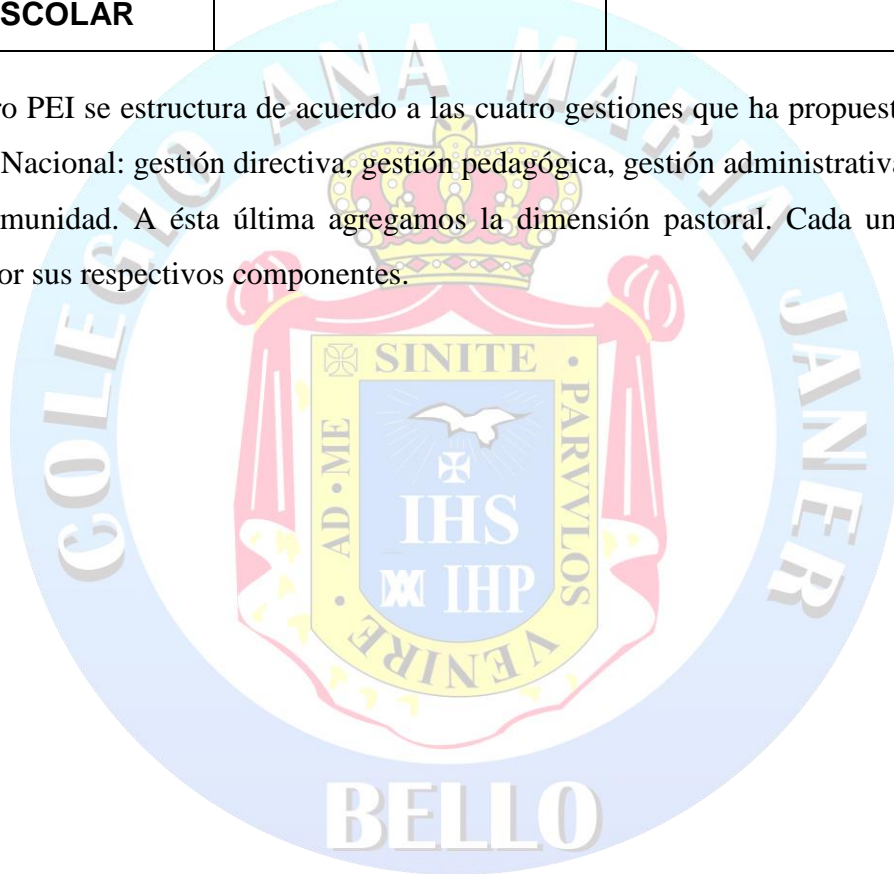 SCOLAR
ro PEI se estructura de acuerdo a las cuatro gestiones que ha propuest
Nacional: gestión directiva, gestión pedagógica, gestión administrativa
munidad. A ésta última agregamos la dimensión pastoral. Cada un
or sus respectivos componentes.
COLEGIO ANA MARIA JANER
SINITE • PARVVLOS
VENIRE • AD • ME
IHS
IHP
BELLO